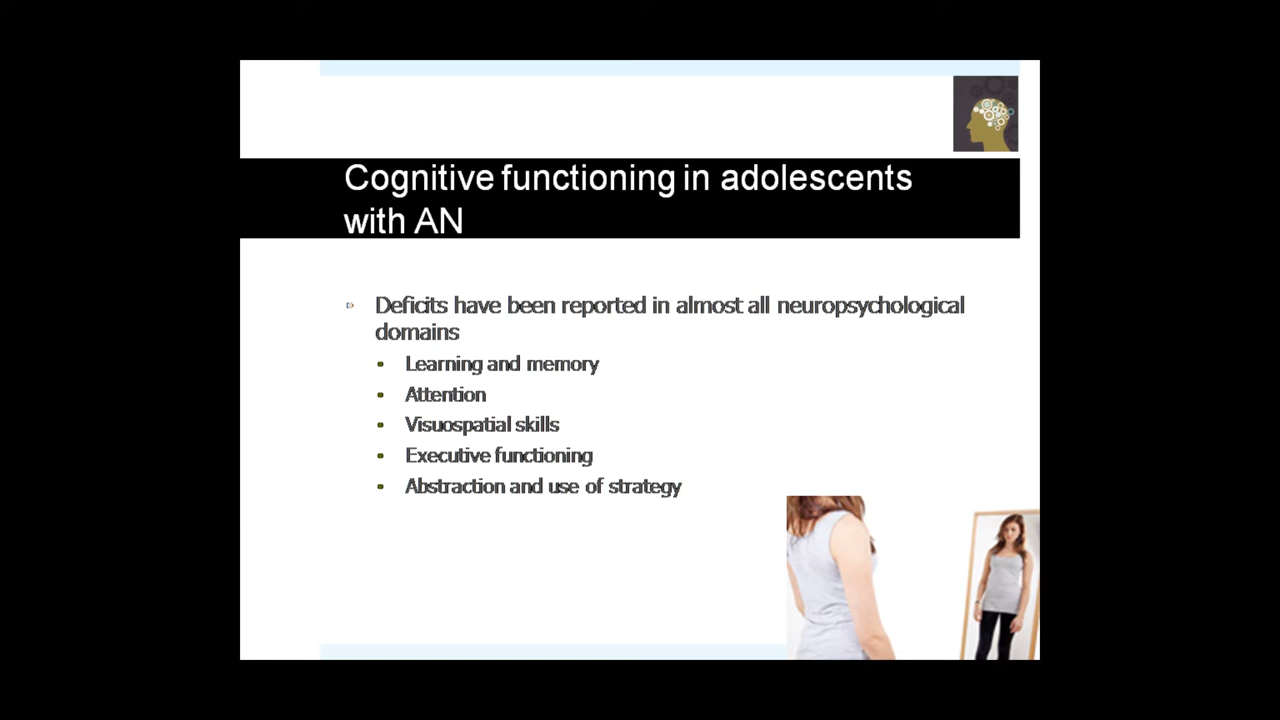 Cognitive functioning in adolescents
with AN
Deficits have been reported in almost all neuropsychological
domains
Learning and memory
Attention
Visuospatial skills
Executive functioning
Abstraction and use of strategy